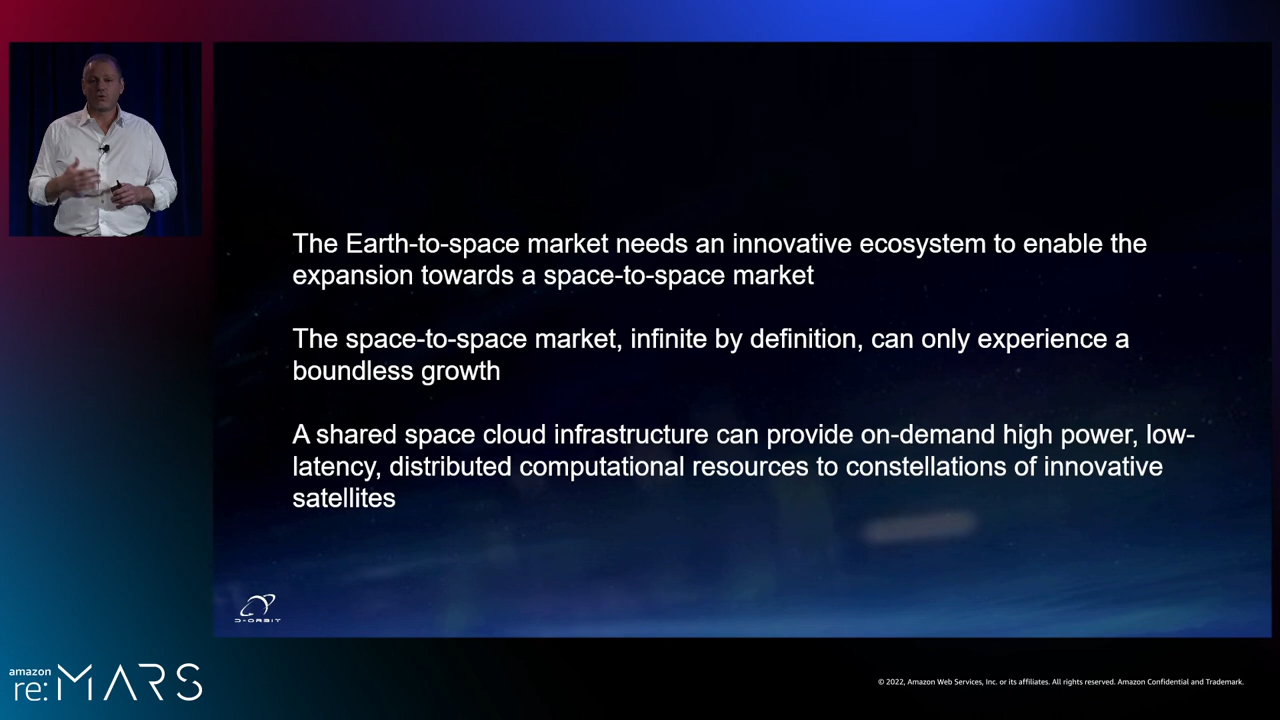 The Earth-to-space market needs an innovative ecosystem to enable the
expansion towards a space-to-space market
The space-to-space market, infinite by definition, can only experience a
boundless growth
A shared space cloud infrastructure can provide on-demand high power, low-
latency, distributed computational resources to constellations of innovative
satellites
D-ORBIT
amazon
re:MARS
© 2022, Amazon Web Services, Inc. or its affiliates. All rights reserved. Amazon Confidential and Trademark.